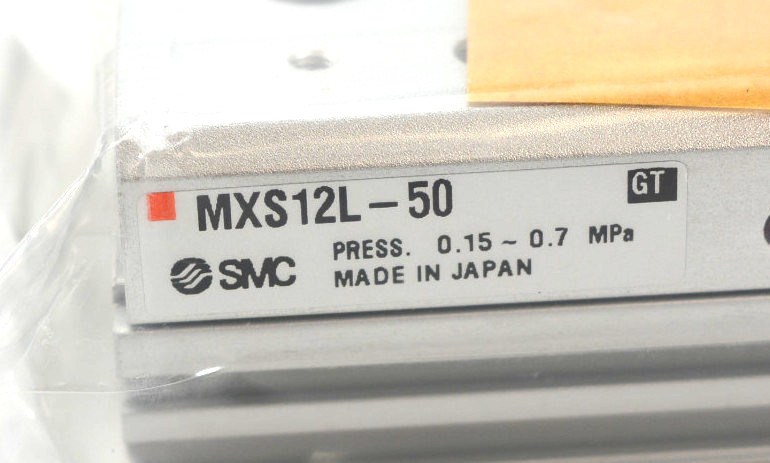 MXS12L-50
GT
PRESS. 0.15 ~ 0.7 MPa
SMC
MADE IN JAPAN